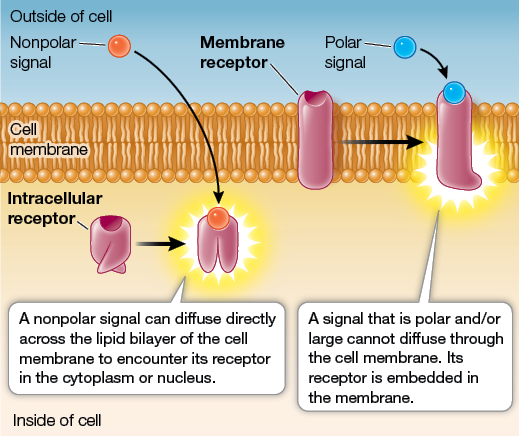 Outside of cell
Nonpolar
signal
Membrane
receptor
Polar
signal
Cell
membrane
Intracellular
receptor
A nonpolar signal can diffuse directly
across the lipid bilayer of the cell
membrane to encounter its receptor
in the cytoplasm or nucleus.
A signal that is polar and/or
large cannot diffuse through
the cell membrane. Its
receptor is embedded in
the membrane.
Inside of cell